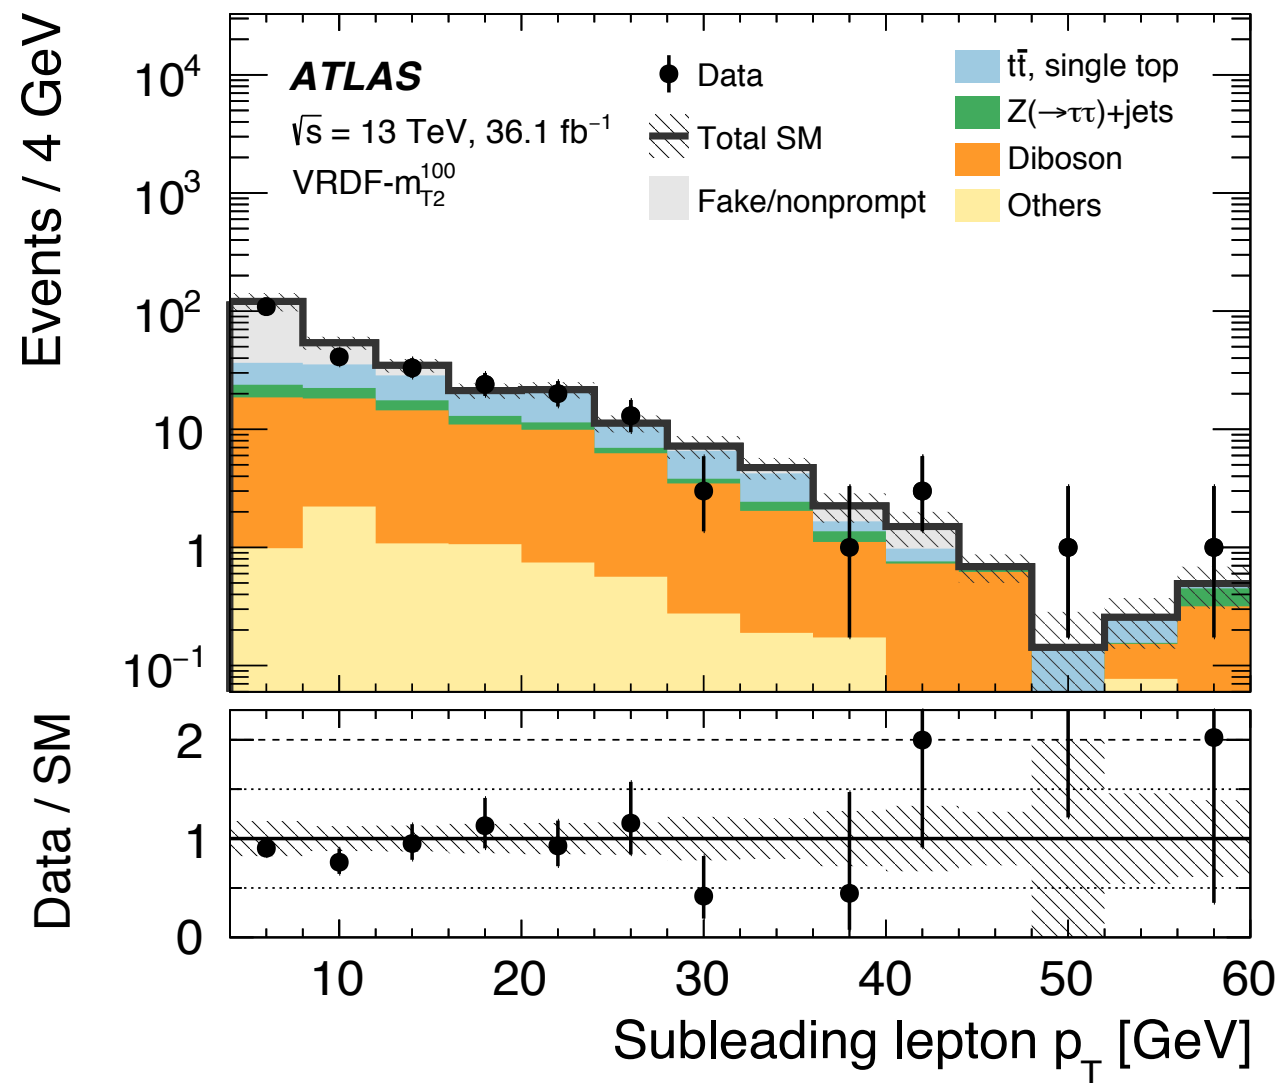 Events / 4 GeV
10⁴
10³
10²
10
1
10⁻¹
ATLAS
√s = 13 TeV, 36.1 fb⁻¹
VRDF-m_T2^100
Data
Total SM
Fake/nonprompt
tt̄, single top
Z(→ττ)+jets
Diboson
Others
Data / SM
2
1
0
10 20 30 40 50 60
Subleading lepton p_T [GeV]